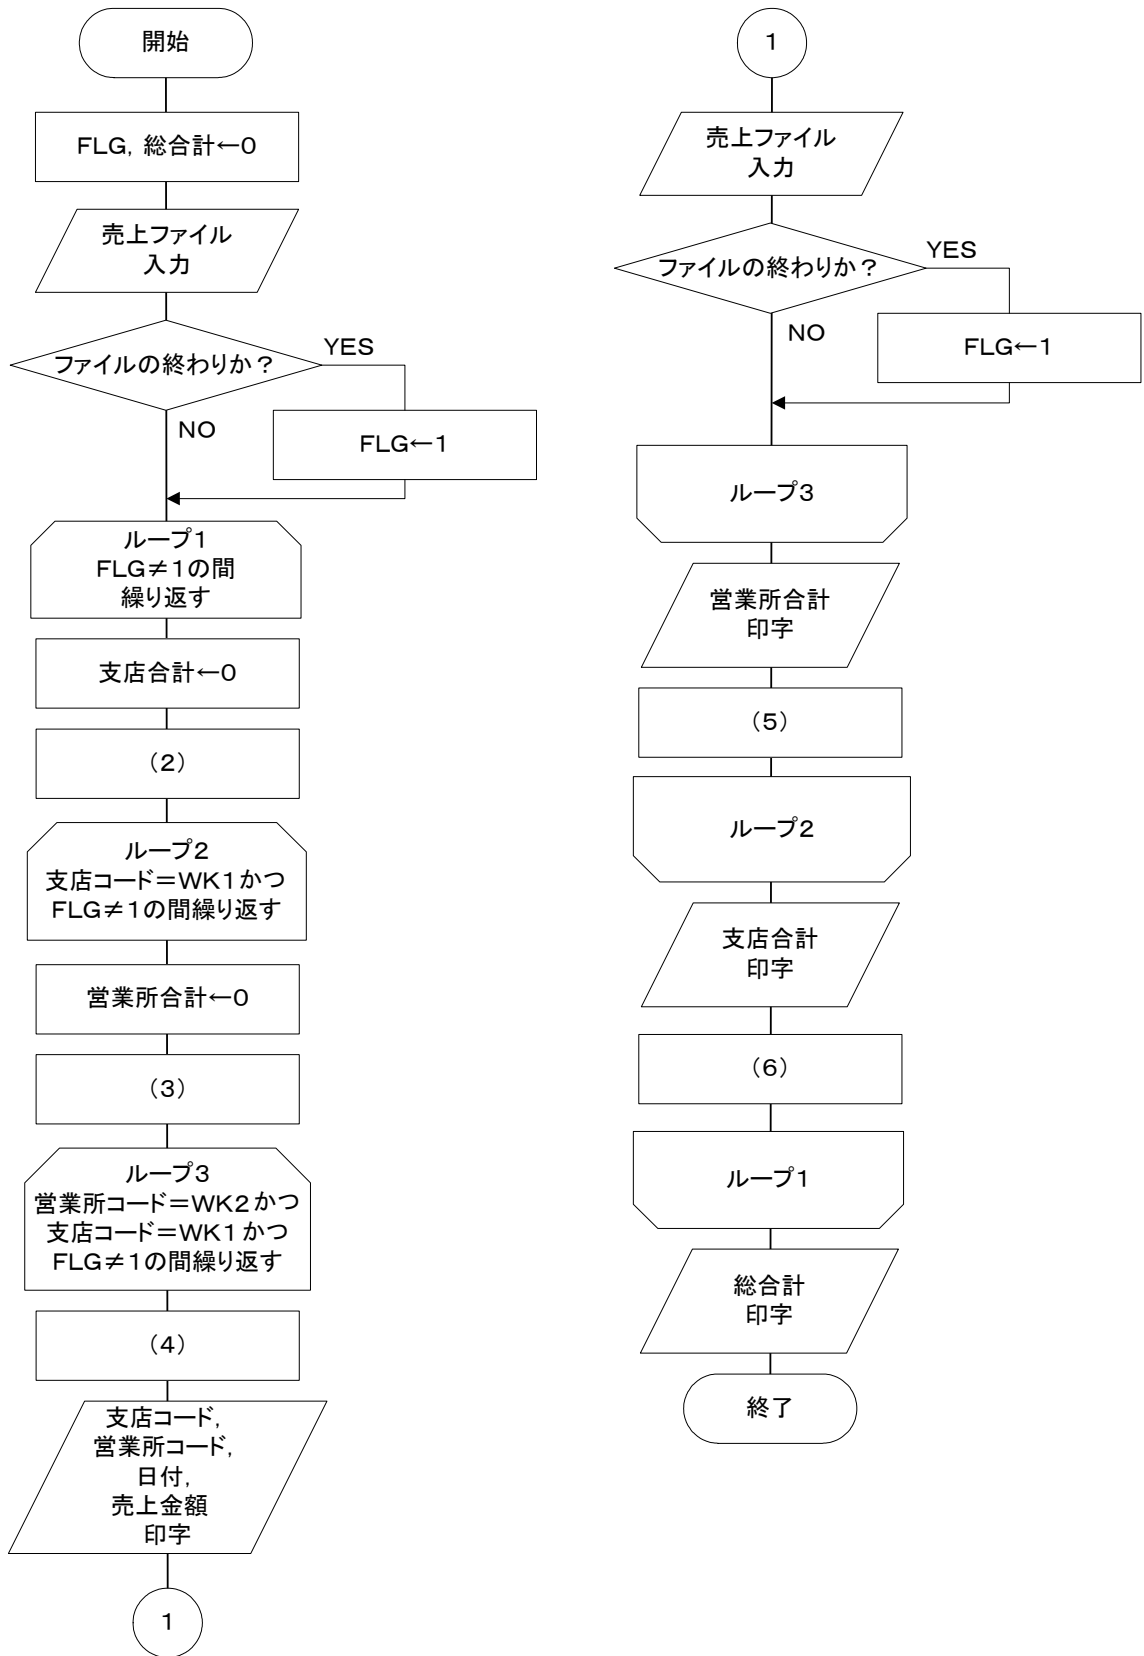 開始
FLG，総合計←0
売上ファイル
入力
ファイルの終わりか？
YES
NO
FLG←1
ループ1
FLG≠1の間
繰り返す
支店合計←0
（2）
ループ2
支店コード＝WK1かつ
FLG≠1の間繰り返す
営業所合計←0
（3）
ループ3
営業所コード＝WK2かつ
支店コード＝WK1かつ
FLG≠1の間繰り返す
（4）
支店コード，
営業所コード，
日付，
売上金額
印字
1
1
売上ファイル
入力
ファイルの終わりか？
YES
NO
FLG←1
ループ3
営業所合計
印字
（5）
ループ2
支店合計
印字
（6）
ループ1
総合計
印字
終了